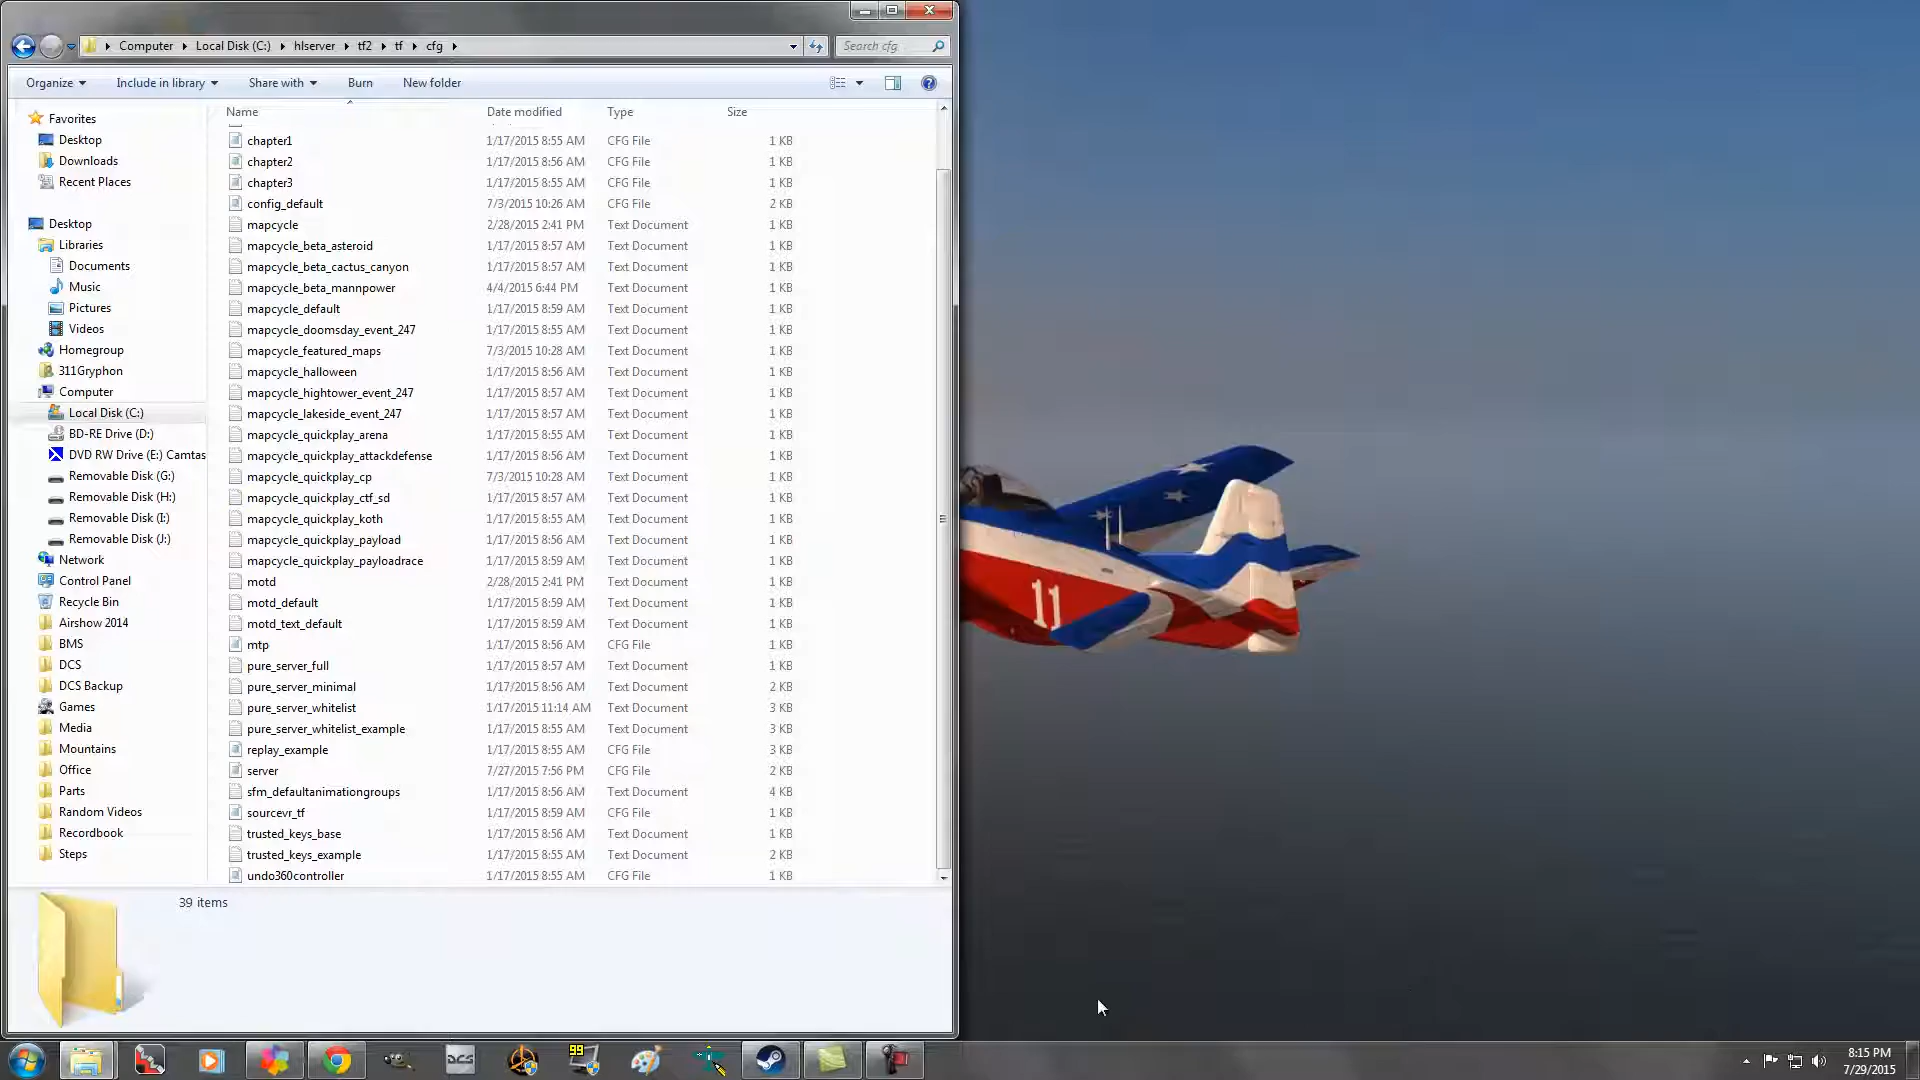 Computer Local Disk (C:) hlserver tf2 tf cfg
Search cfg
Organize Include in library Share with Burn New folder
Name Date modified Type Size
Favorites
Desktop
Downloads
Recent Places
Desktop
Libraries
Documents
Music
Pictures
Videos
Homegroup
311Gryphon
Computer
Local Disk (C:)
BD-RE Drive (D:)
DVD RW Drive (E:) Camtas
Removable Disk (G:)
Removable Disk (H:)
Removable Disk (I:)
Removable Disk (J:)
Network
Control Panel
Recycle Bin
Airshow 2014
BMS
DCS
DCS Backup
Games
Media
Mountains
Office
Parts
Random Videos
Recordbook
Steps
chapter1 1/17/2015 8:55 AM CFG File 1 KB
chapter2 1/17/2015 8:56 AM CFG File 1 KB
chapter3 1/17/2015 8:55 AM CFG File 1 KB
config_default 7/3/2015 10:26 AM CFG File 2 KB
mapcycle 2/28/2015 2:41 PM Text Document 1 KB
mapcycle_beta_asteroid 1/17/2015 8:57 AM Text Document 1 KB
mapcycle_beta_cactus_canyon 1/17/2015 8:57 AM Text Document 1 KB
mapcycle_beta_mannpower 4/4/2015 6:44 PM Text Document 1 KB
mapcycle_default 1/17/2015 8:59 AM Text Document 1 KB
mapcycle_doomsday_event_247 1/17/2015 8:55 AM Text Document 1 KB
mapcycle_featured_maps 7/3/2015 10:28 AM Text Document 1 KB
mapcycle_halloween 1/17/2015 8:56 AM Text Document 1 KB
mapcycle_hightower_event_247 1/17/2015 8:57 AM Text Document 1 KB
mapcycle_lakeside_event_247 1/17/2015 8:57 AM Text Document 1 KB
mapcycle_quickplay_arena 1/17/2015 8:55 AM Text Document 1 KB
mapcycle_quickplay_attackdefense 1/17/2015 8:56 AM Text Document 1 KB
mapcycle_quickplay_cp 7/3/2015 10:28 AM Text Document 1 KB
mapcycle_quickplay_ctf_sd 1/17/2015 8:57 AM Text Document 1 KB
mapcycle_quickplay_koth 1/17/2015 8:55 AM Text Document 1 KB
mapcycle_quickplay_payload 1/17/2015 8:56 AM Text Document 1 KB
mapcycle_quickplay_payloadrace 1/17/2015 8:59 AM Text Document 1 KB
motd 2/28/2015 2:41 PM Text Document 1 KB
motd_default 1/17/2015 8:59 AM Text Document 1 KB
motd_text_default 1/17/2015 8:59 AM Text Document 1 KB
mtp 1/17/2015 8:56 AM CFG File 1 KB
pure_server_full 1/17/2015 8:57 AM Text Document 1 KB
pure_server_minimal 1/17/2015 8:56 AM Text Document 2 KB
pure_server_whitelist 1/17/2015 11:14 AM Text Document 3 KB
pure_server_whitelist_example 1/17/2015 8:55 AM Text Document 3 KB
replay_example 1/17/2015 8:55 AM CFG File 3 KB
server 7/27/2015 7:56 PM CFG File 2 KB
sfm_defaultanimationgroups 1/17/2015 8:56 AM Text Document 4 KB
sourcevr_tf 1/17/2015 8:59 AM CFG File 1 KB
trusted_keys_base 1/17/2015 8:56 AM Text Document 1 KB
trusted_keys_example 1/17/2015 8:55 AM Text Document 2 KB
undo360controller 1/17/2015 8:55 AM CFG File 1 KB
39 items
11
DCS
99
8:15 PM
7/29/2015